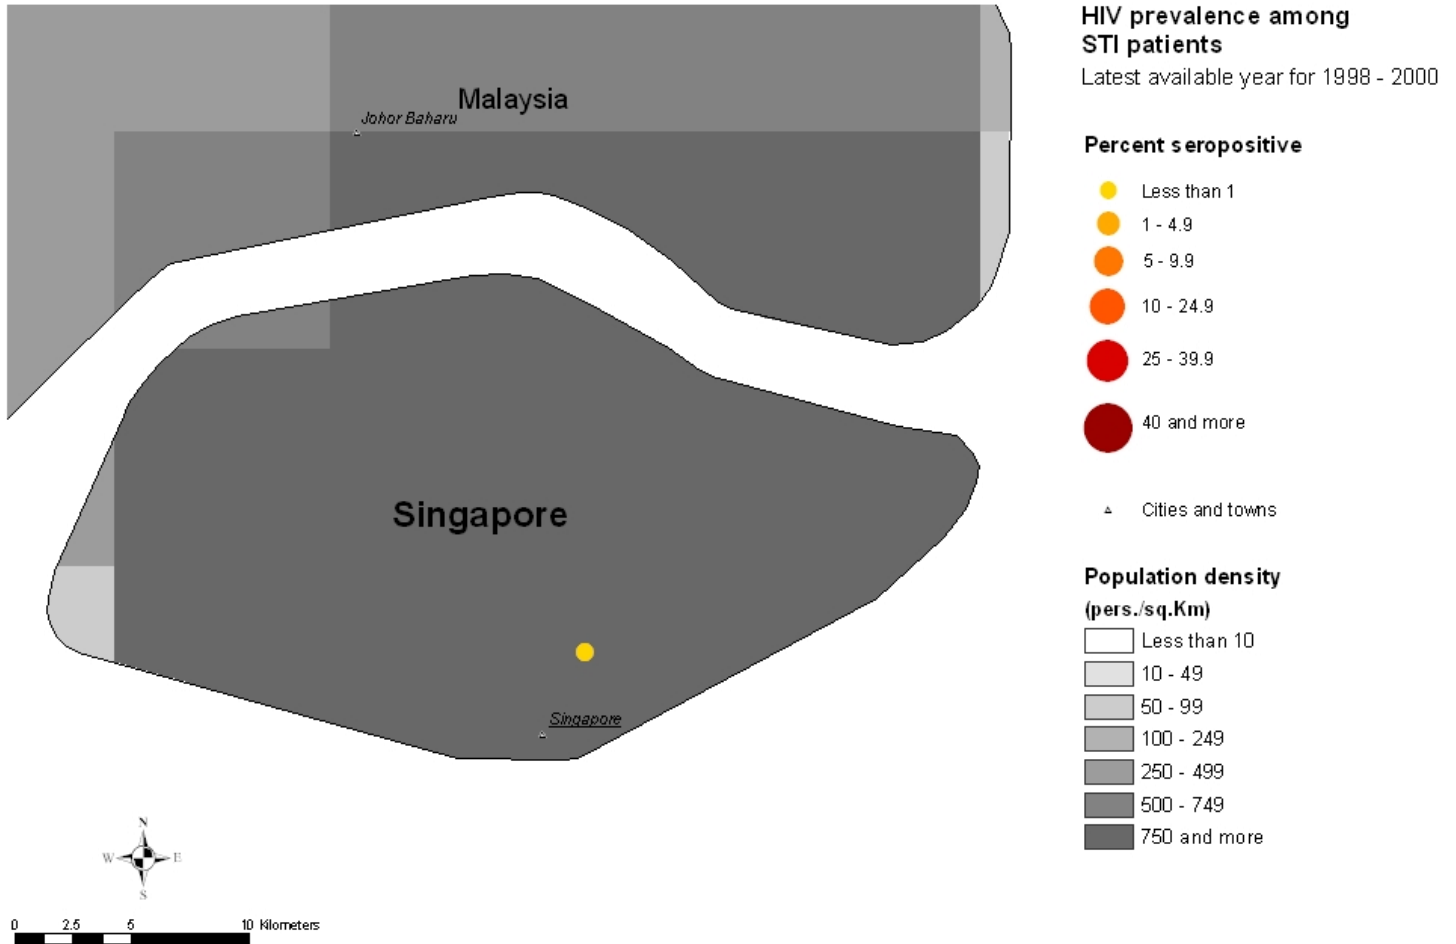 HIV prevalence among
STI patients
Latest available year for 1998 - 2000
Malaysia
Johor Baharu
Percent seropositive
Less than 1
1 - 4.9
5 - 9.9
10 - 24.9
25 - 39.9
40 and more
Singapore
Cities and towns
Singapore
Population density
(pers./sq.Km)
Less than 10
10 - 49
50 - 99
100 - 249
250 - 499
500 - 749
750 and more
N
W E
S
0 2.5 5 10 Kilometers